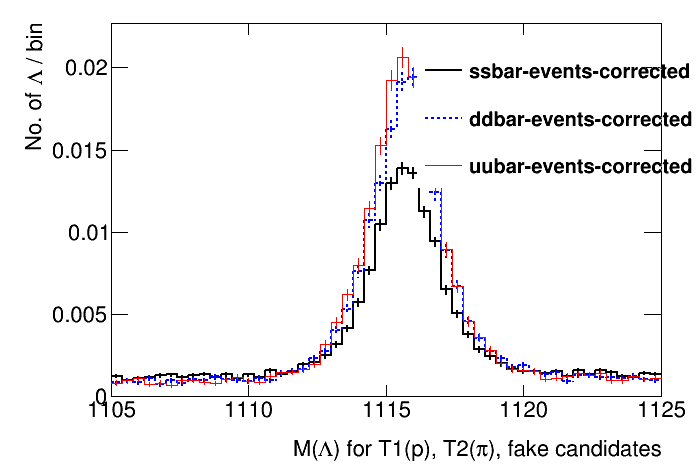 No. of Λ / bin
0.02
0.015
0.01
0.005
0
1105
1110
1115
1120
1125
ssbar-events-corrected
ddbar-events-corrected
uubar-events-corrected
M(Λ) for T1(p), T2(π), fake candidates